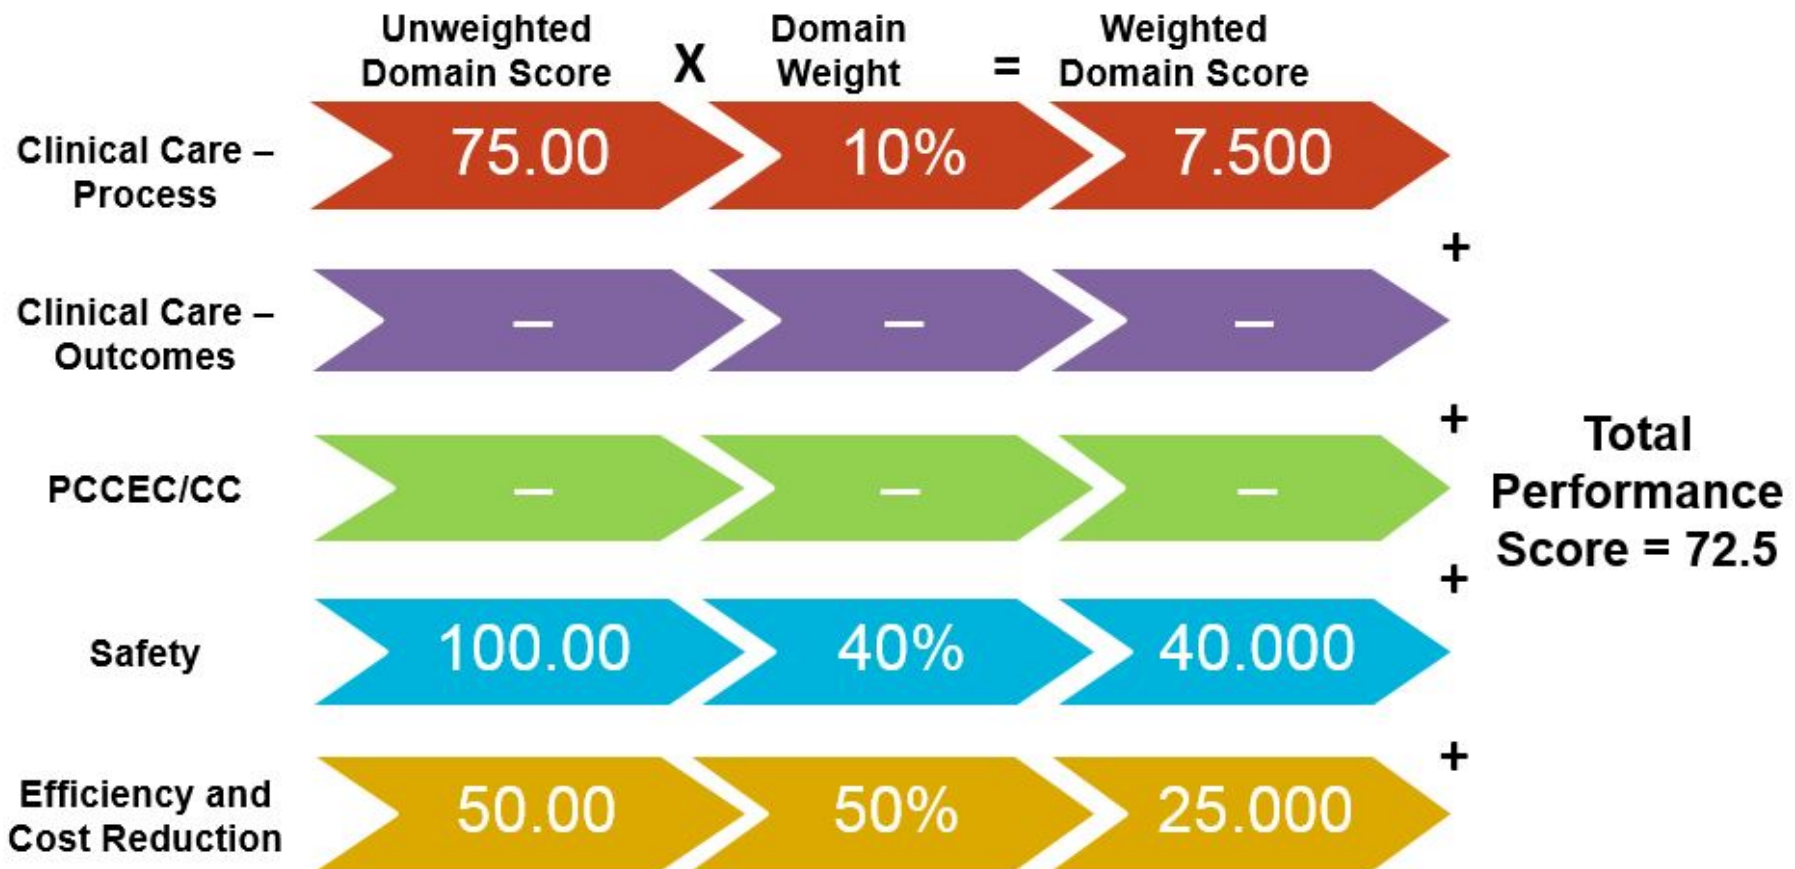 Unweighted
Domain Score
X
Domain
Weight
=
Weighted
Domain Score
Clinical Care –
Process
75.00
10%
7.500
+
Clinical Care –
Outcomes
–
–
–
+
PCCEC/CC
–
–
–
+
Safety
100.00
40%
40.000
+
Efficiency and
Cost Reduction
50.00
50%
25.000
Total
Performance
Score = 72.5